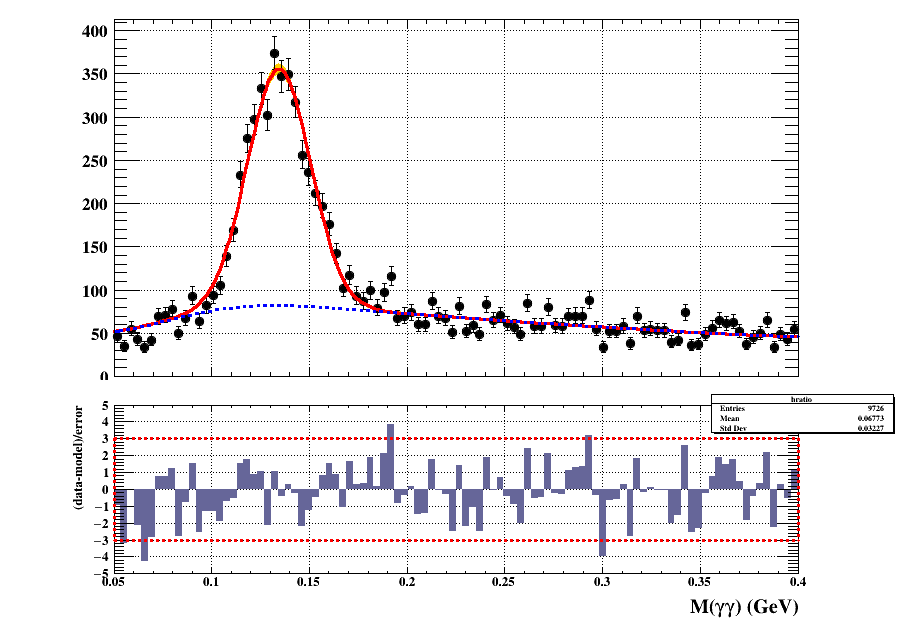 400
350
300
250
200
150
100
50
0
(data-model)/error
5
4
3
2
1
0
−1
−2
−3
−4
−5
hratio
Entries 9726
Mean 0.06773
Std Dev 0.03227
0.05 0.1 0.15 0.2 0.25 0.3 0.35 0.4
M(γγ) (GeV)